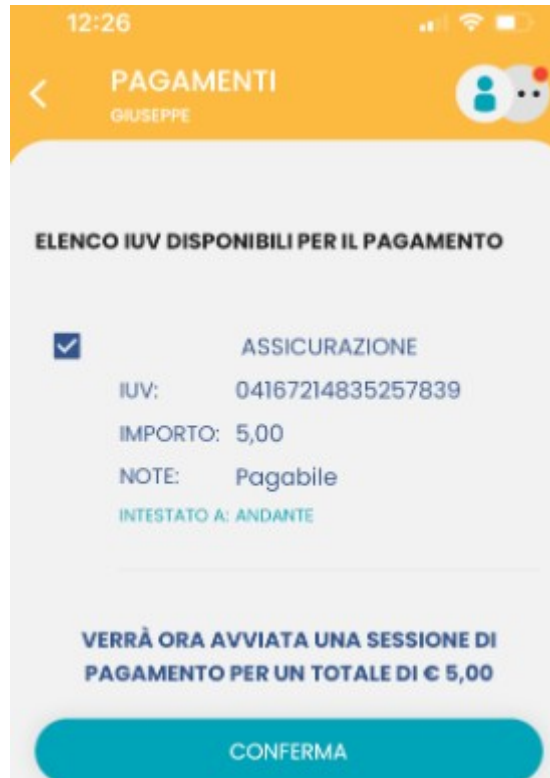 12:26
PAGAMENTI
GIUSEPPE
ELENCO IUV DISPONIBILI PER IL PAGAMENTO
ASSICURAZIONE
IUV: 04167214835257839
IMPORTO: 5,00
NOTE: Pagabile
INTESTATO A: ANDANTE
VERRÀ ORA AVVIATA UNA SESSIONE DI
PAGAMENTO PER UN TOTALE DI € 5,00
CONFERMA